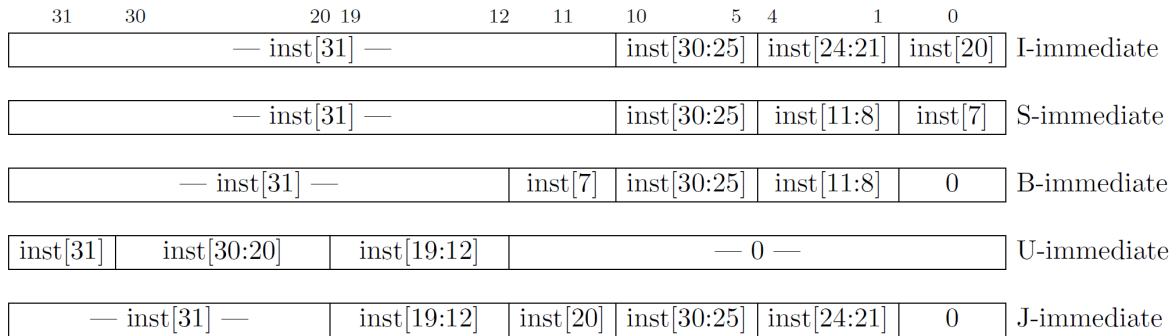 31 30 20 19 12 11 10 5 4 1 0
— inst[31] — inst[30:25] inst[24:21] inst[20] I-immediate
— inst[31] — inst[30:25] inst[11:8] inst[7] S-immediate
— inst[31] — inst[7] inst[30:25] inst[11:8] 0 B-immediate
inst[31] inst[30:20] inst[19:12] — 0 — U-immediate
— inst[31] — inst[19:12] inst[20] inst[30:25] inst[24:21] 0 J-immediate